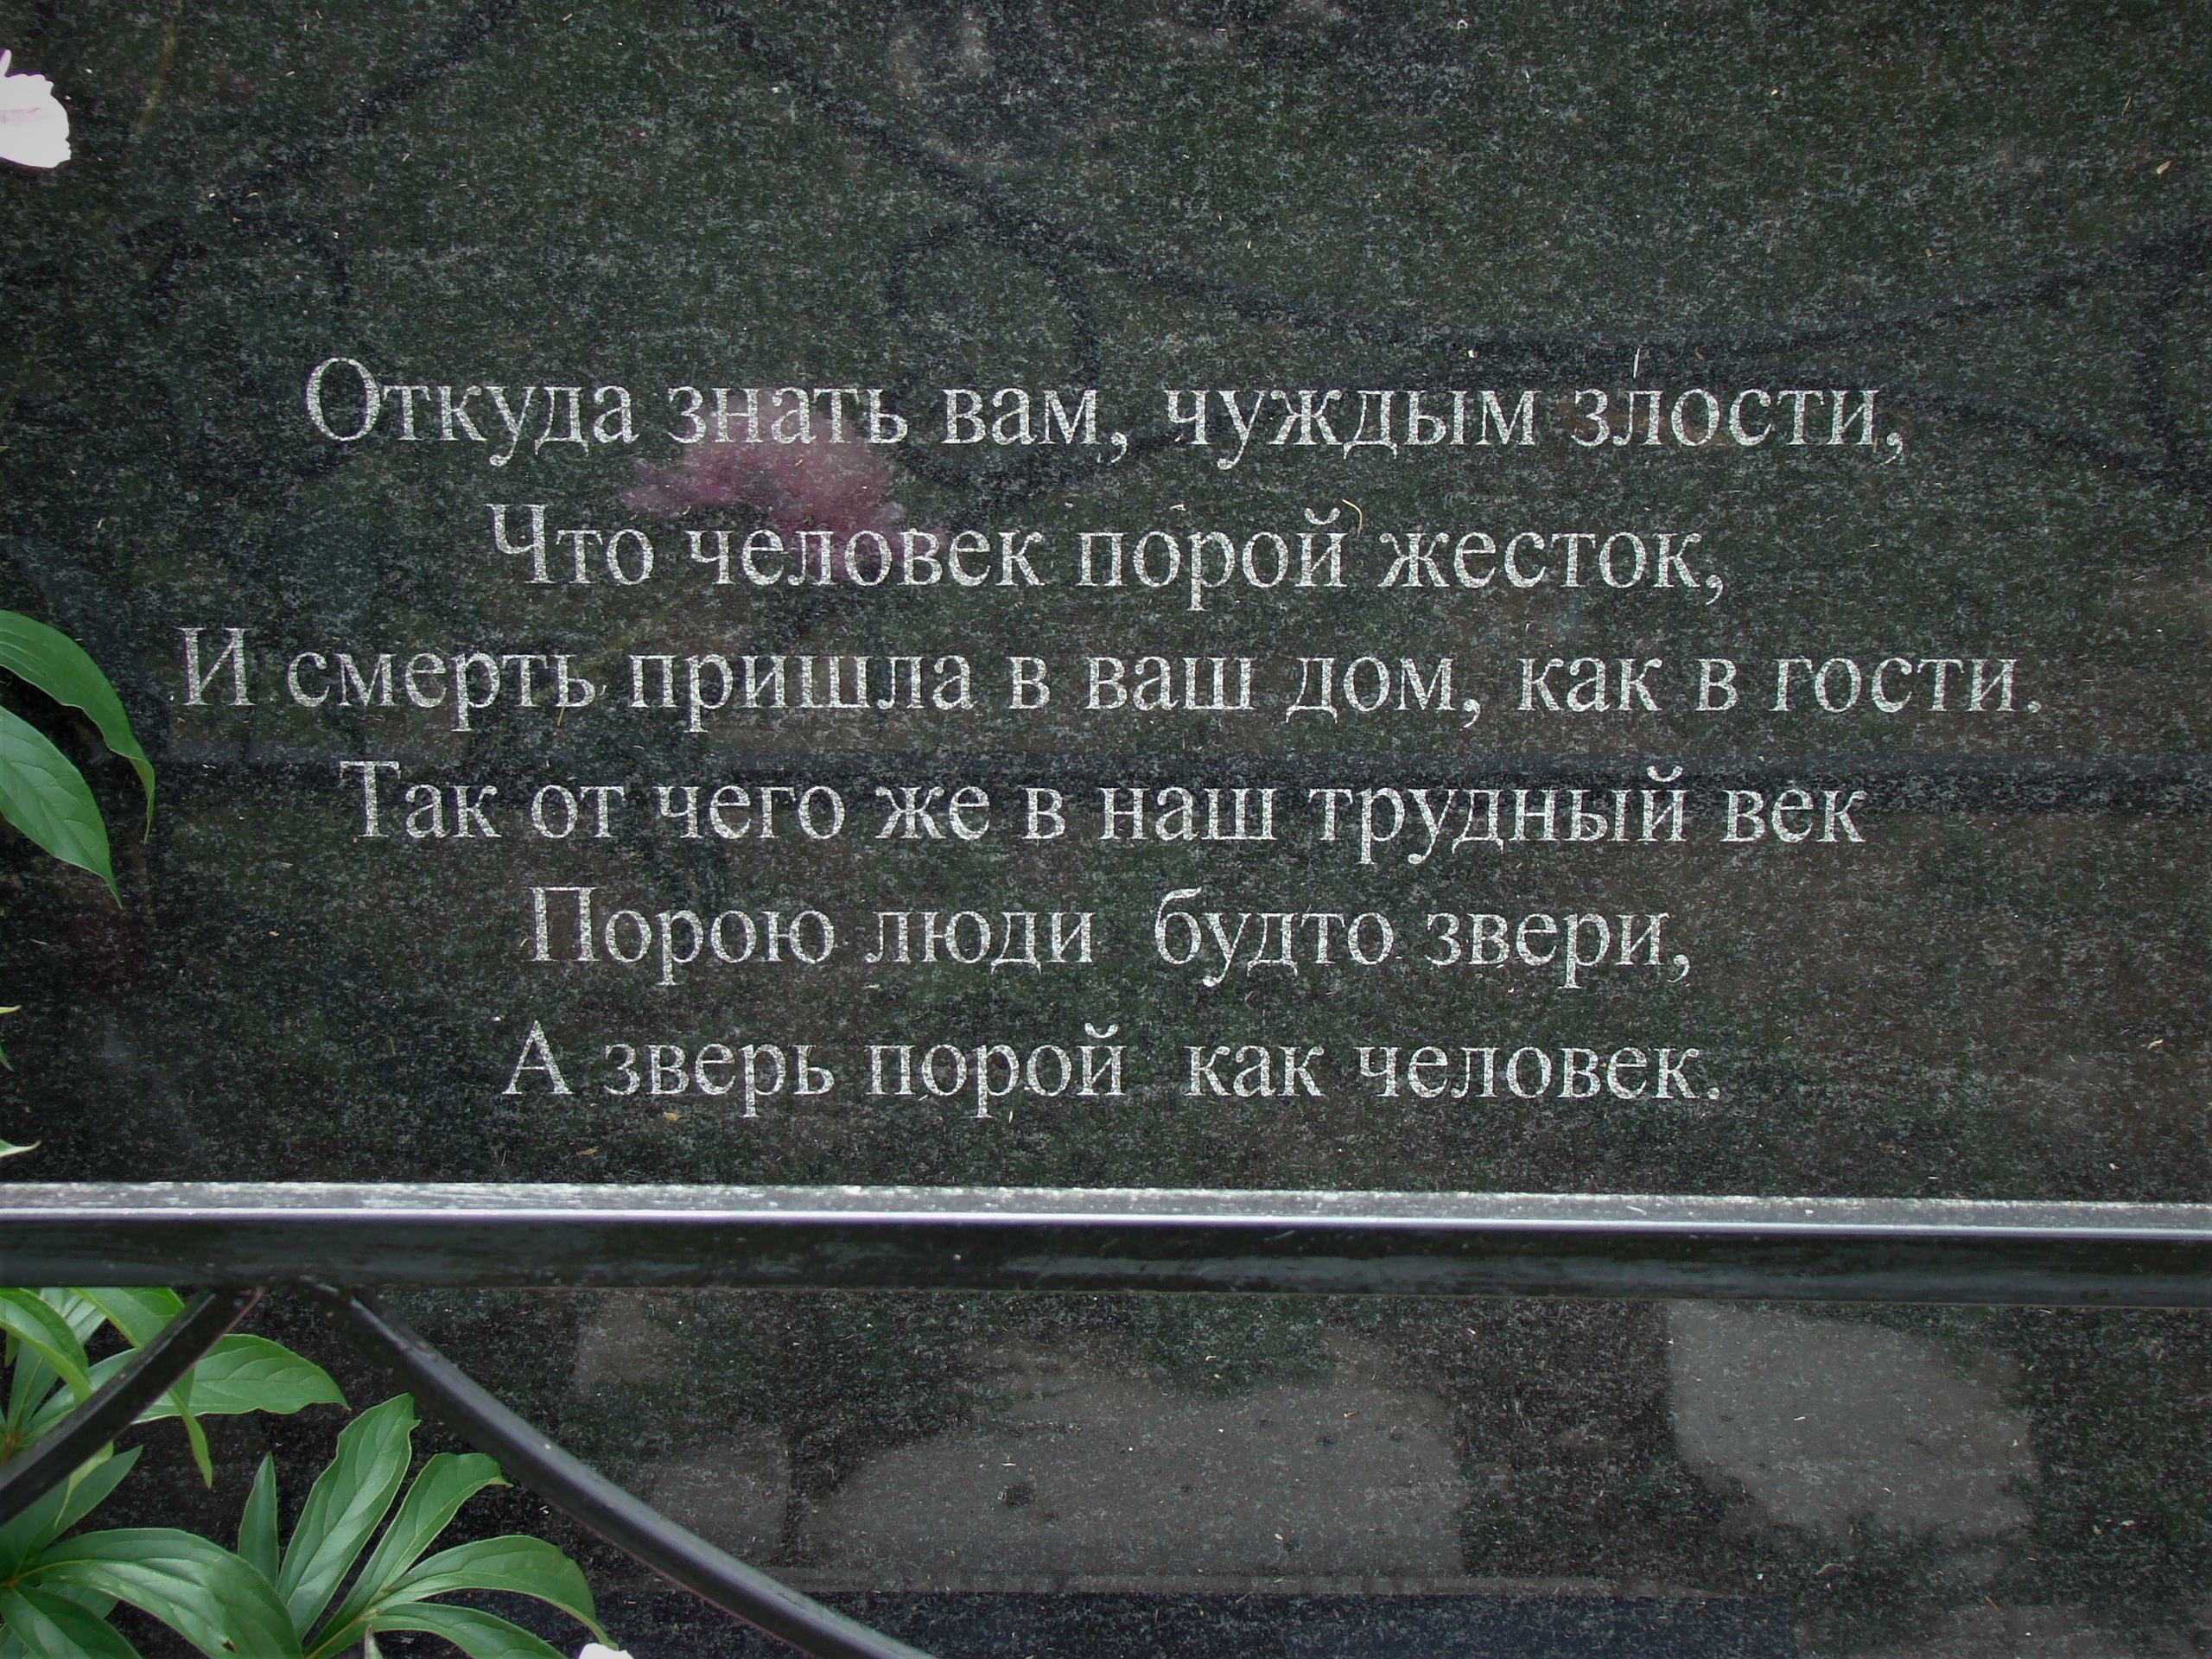 Откуда знать вам, чуждым злости,
Что человек порой жесток,
И смерть пришла в ваш дом, как в гости.
Так от чего же в наш трудный век
Порою люди будто звери,
А зверь порой как человек.